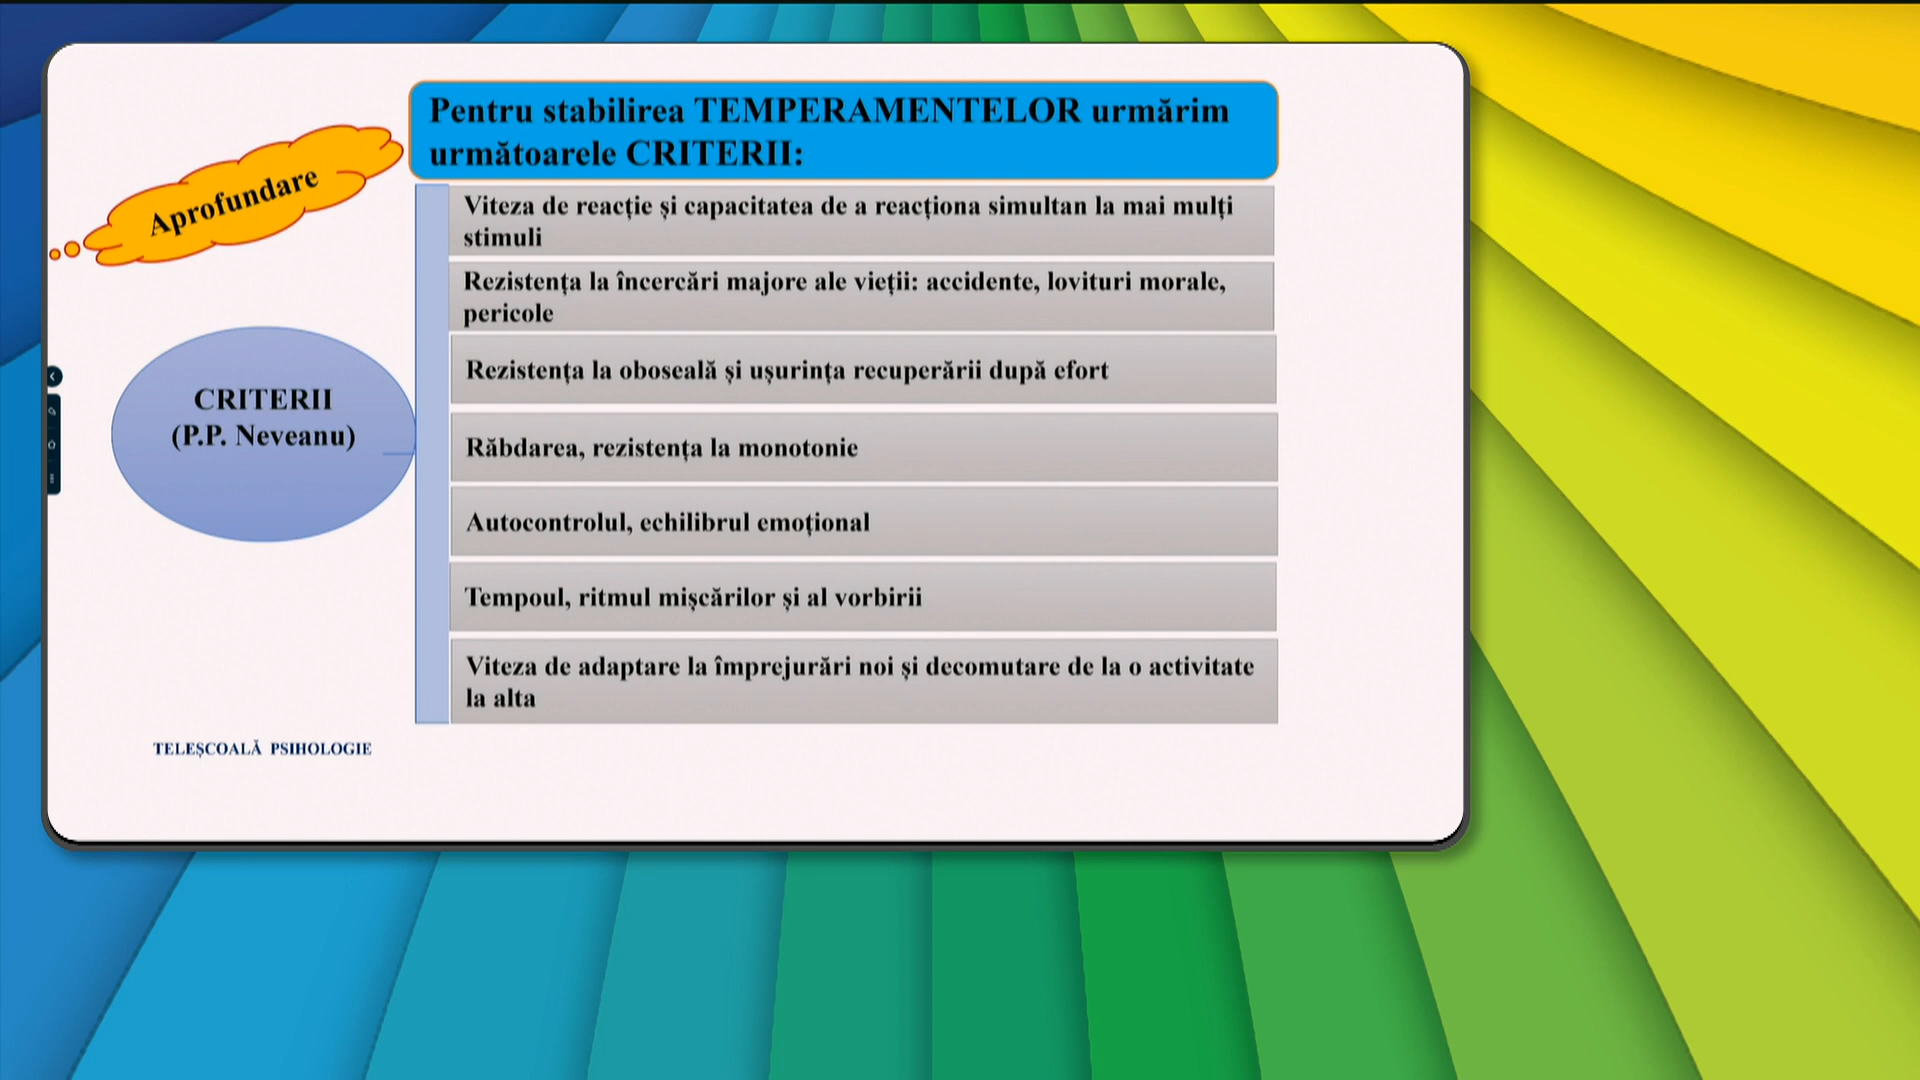 Pentru stabilirea TEMPERAMENTELOR urmărim
următoarele CRITERII:
Aprofundare
Viteza de reacție și capacitatea de a reacționa simultan la mai mulți
stimuli
Rezistența la încercări majore ale vieții: accidente, lovituri morale,
pericole
Rezistența la oboseală și ușurința recuperării după efort
CRITERII
(P.P. Neveanu)
Răbdarea, rezistența la monotonie
Autocontrolul, echilibrul emoțional
Tempoul, ritmul mișcărilor și al vorbirii
Viteza de adaptare la împrejurări noi și decomutare de la o activitate
la alta
TELEȘCOALĂ PSIHOLOGIE